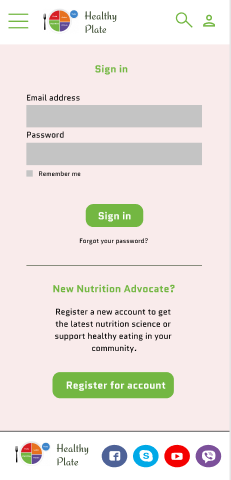 Healthy
Plate
Sign in
Email address
Password
Remember me
Sign in
Forgot your password?
New Nutrition Advocate?
Register a new account to get
the latest nutrition science or
support healthy eating in your
community.
Register for account
Healthy
Plate